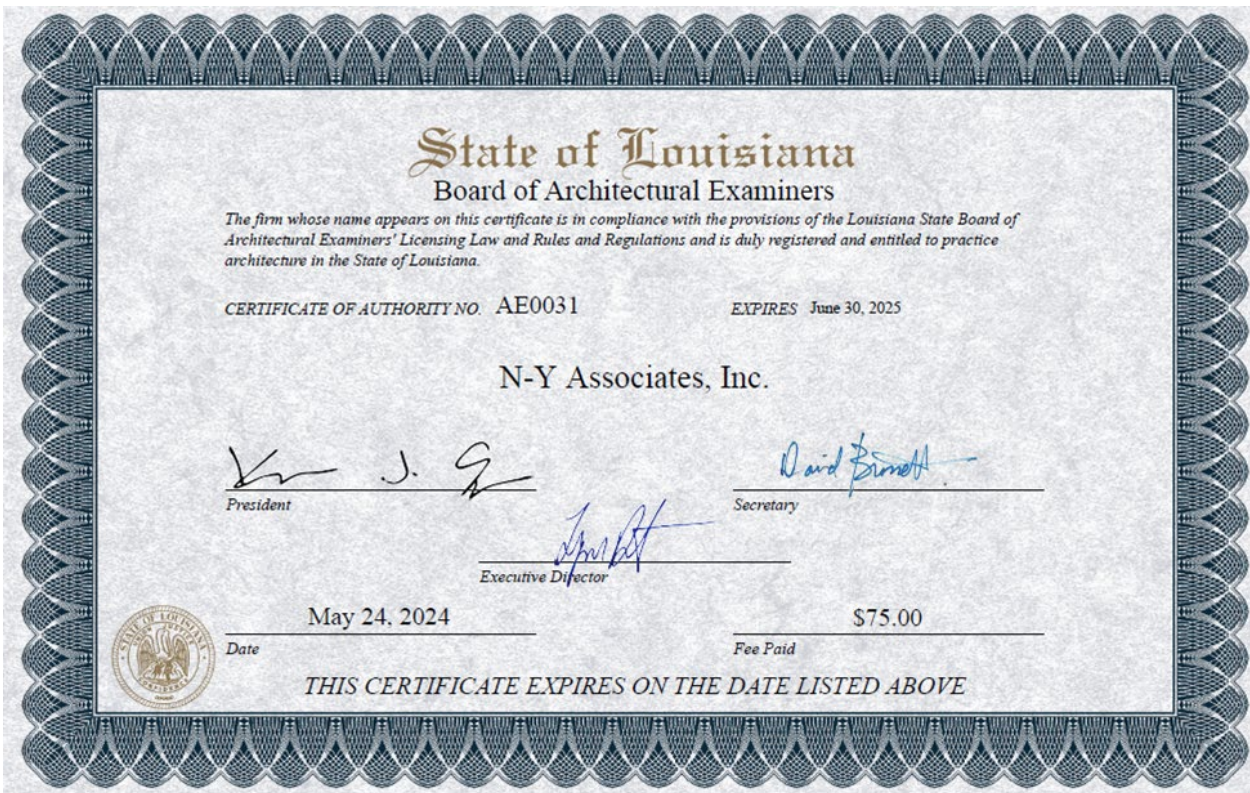 State of Louisiana
Board of Architectural Examiners
The firm whose name appears on this certificate is in compliance with the provisions of the Louisiana State Board of
Architectural Examiners' Licensing Law and Rules and Regulations and is duly registered and entitled to practice
architecture in the State of Louisiana.
CERTIFICATE OF AUTHORITY NO. AE0031 EXPIRES June 30, 2025
N-Y Associates, Inc.
J. David
President Secretary
Executive Director
May 24, 2024 $75.00
Date Fee Paid
STATE OF LOUISIANA
CONFIDENCE
THIS CERTIFICATE EXPIRES ON THE DATE LISTED ABOVE